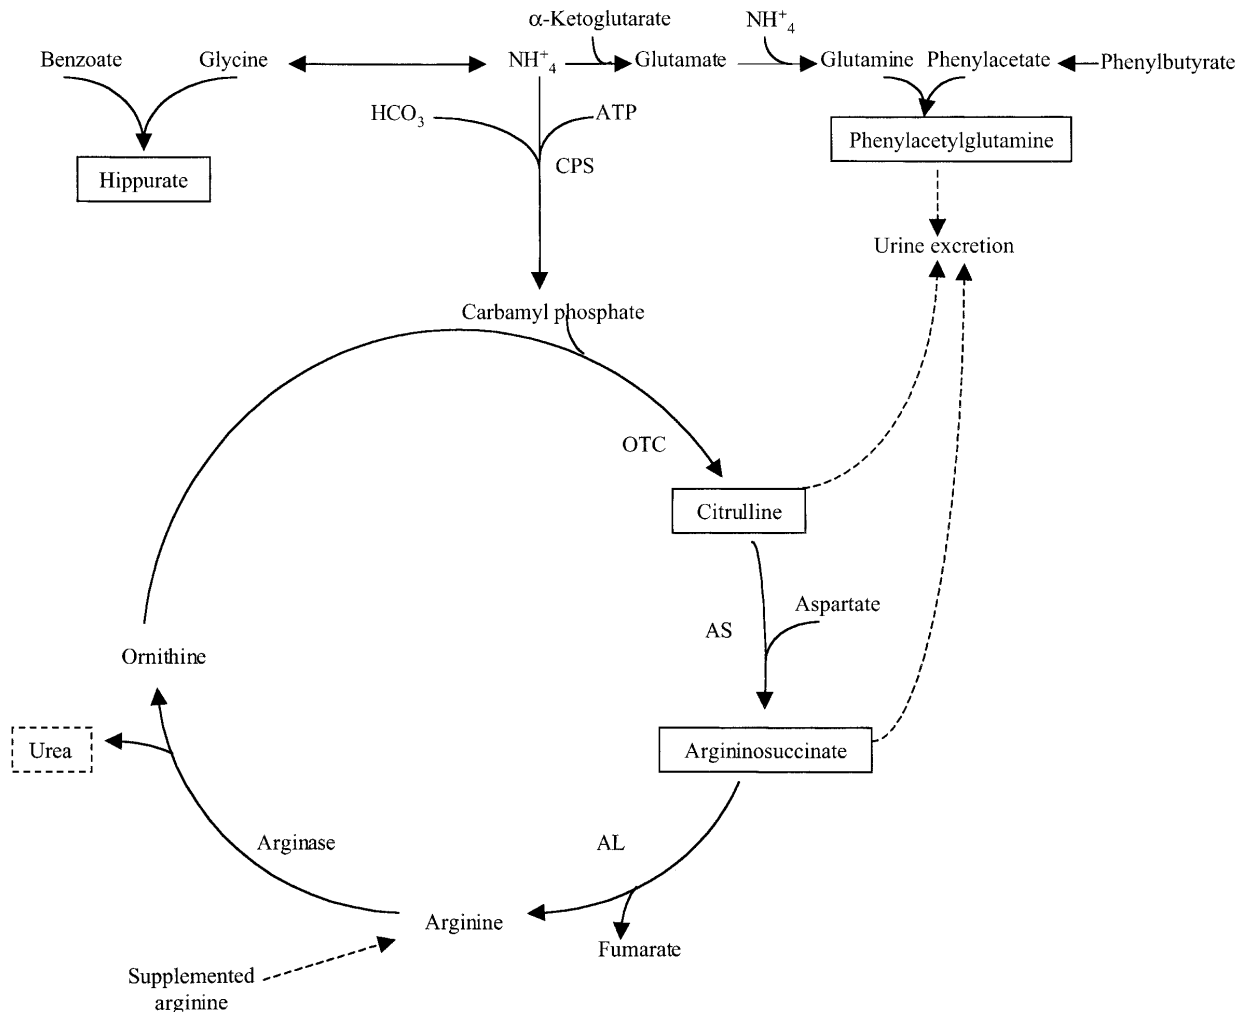 α-Ketoglutarate
NH⁺₄
Benzoate
Glycine
NH⁺₄
Glutamate
Glutamine
Phenylacetate
Phenylbutyrate
HCO₃
ATP
Phenylacetylglutamine
CPS
Hippurate
Urine excretion
Carbamyl phosphate
OTC
Citrulline
Aspartate
AS
Ornithine
Urea
Argininosuccinate
Arginase
AL
Arginine
Fumarate
Supplemented
arginine